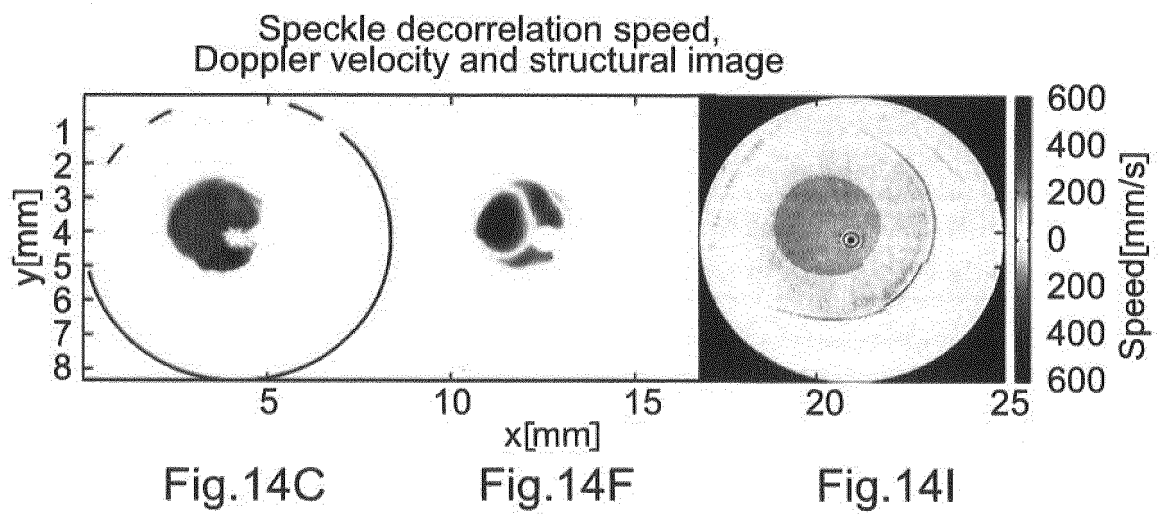 Speckle decorrelation speed,
Doppler velocity and structural image
1
2
3
4
5
6
7
8
y[mm]
5
10
15
20
25
x[mm]
600
400
200
0
200
400
600
Speed[mm/s]
Fig.14C
Fig.14F
Fig.14I